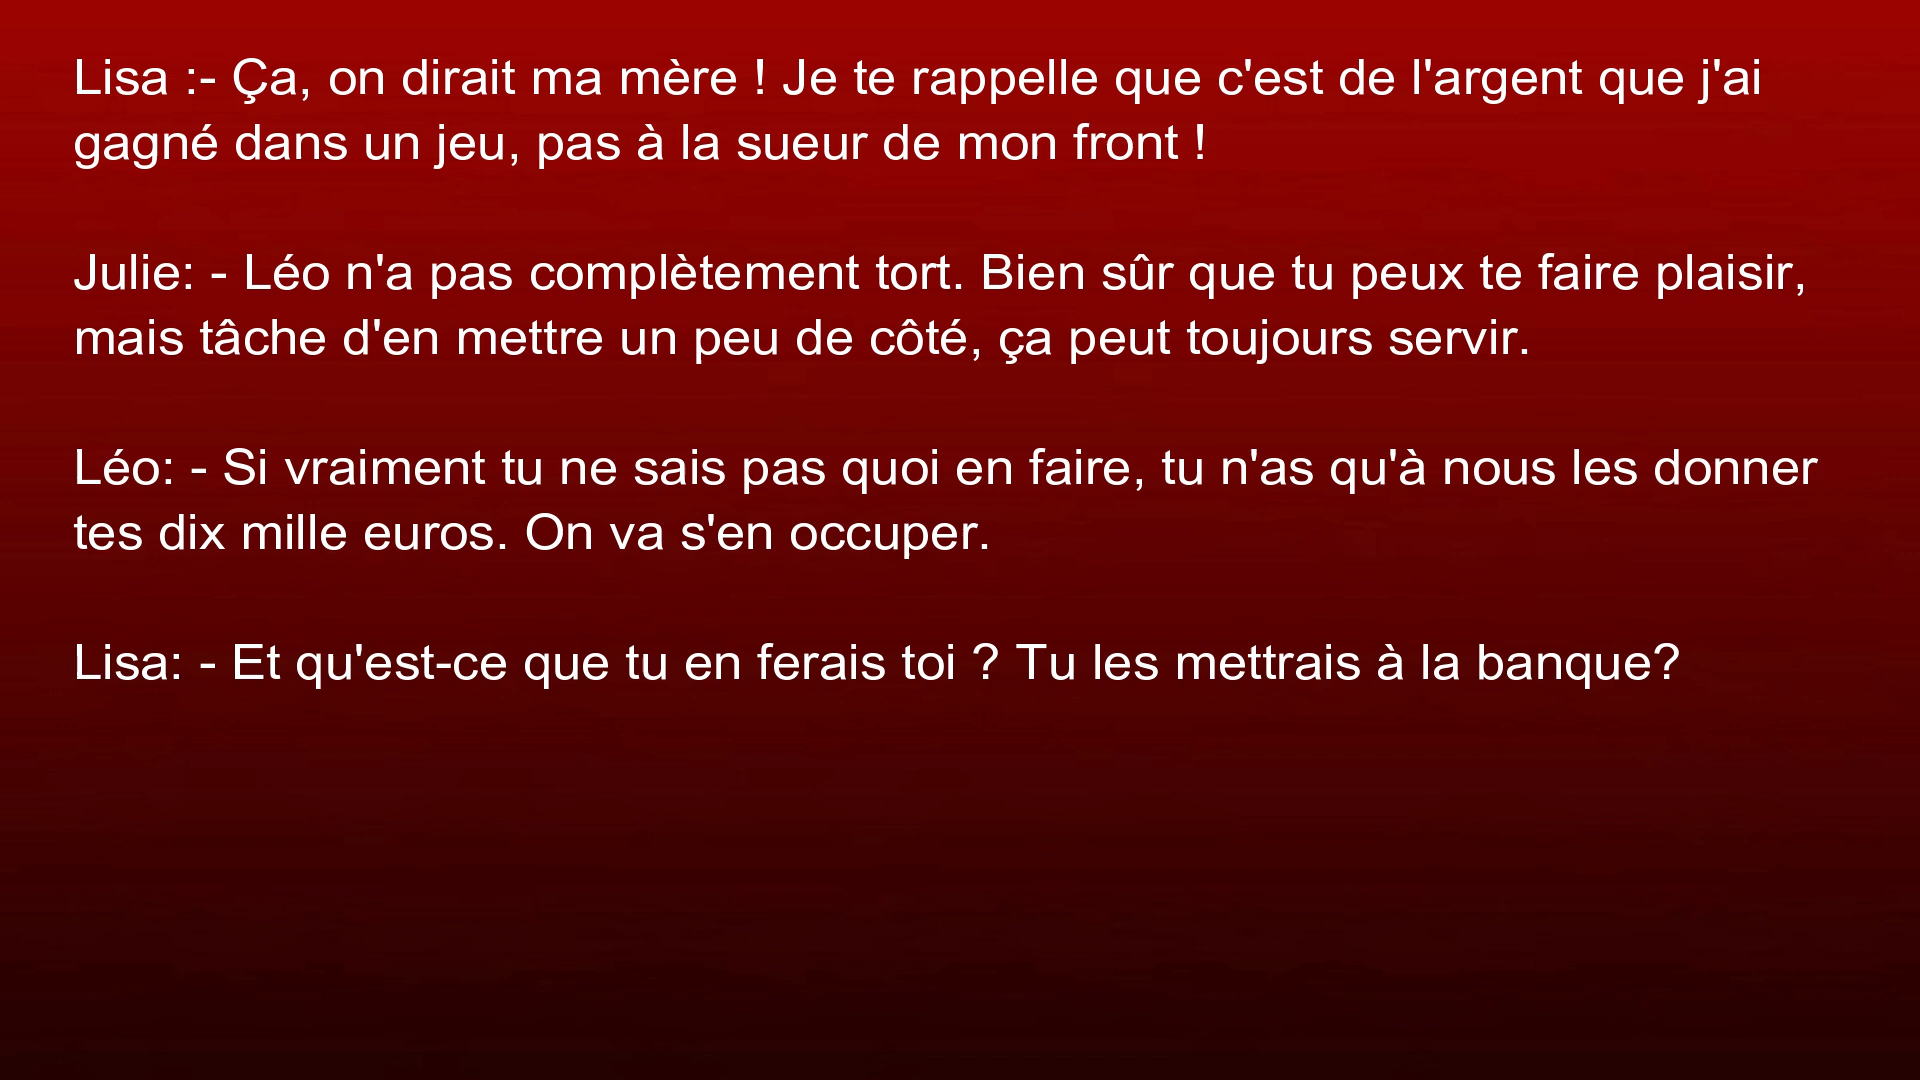 Lisa :- Ça, on dirait ma mère ! Je te rappelle que c'est de l'argent que j'ai
gagné dans un jeu, pas à la sueur de mon front !
Julie: - Léo n'a pas complètement tort. Bien sûr que tu peux te faire plaisir,
mais tâche d'en mettre un peu de côté, ça peut toujours servir.
Léo: - Si vraiment tu ne sais pas quoi en faire, tu n'as qu'à nous les donner
tes dix mille euros. On va s'en occuper.
Lisa: - Et qu'est-ce que tu en ferais toi ? Tu les mettrais à la banque?